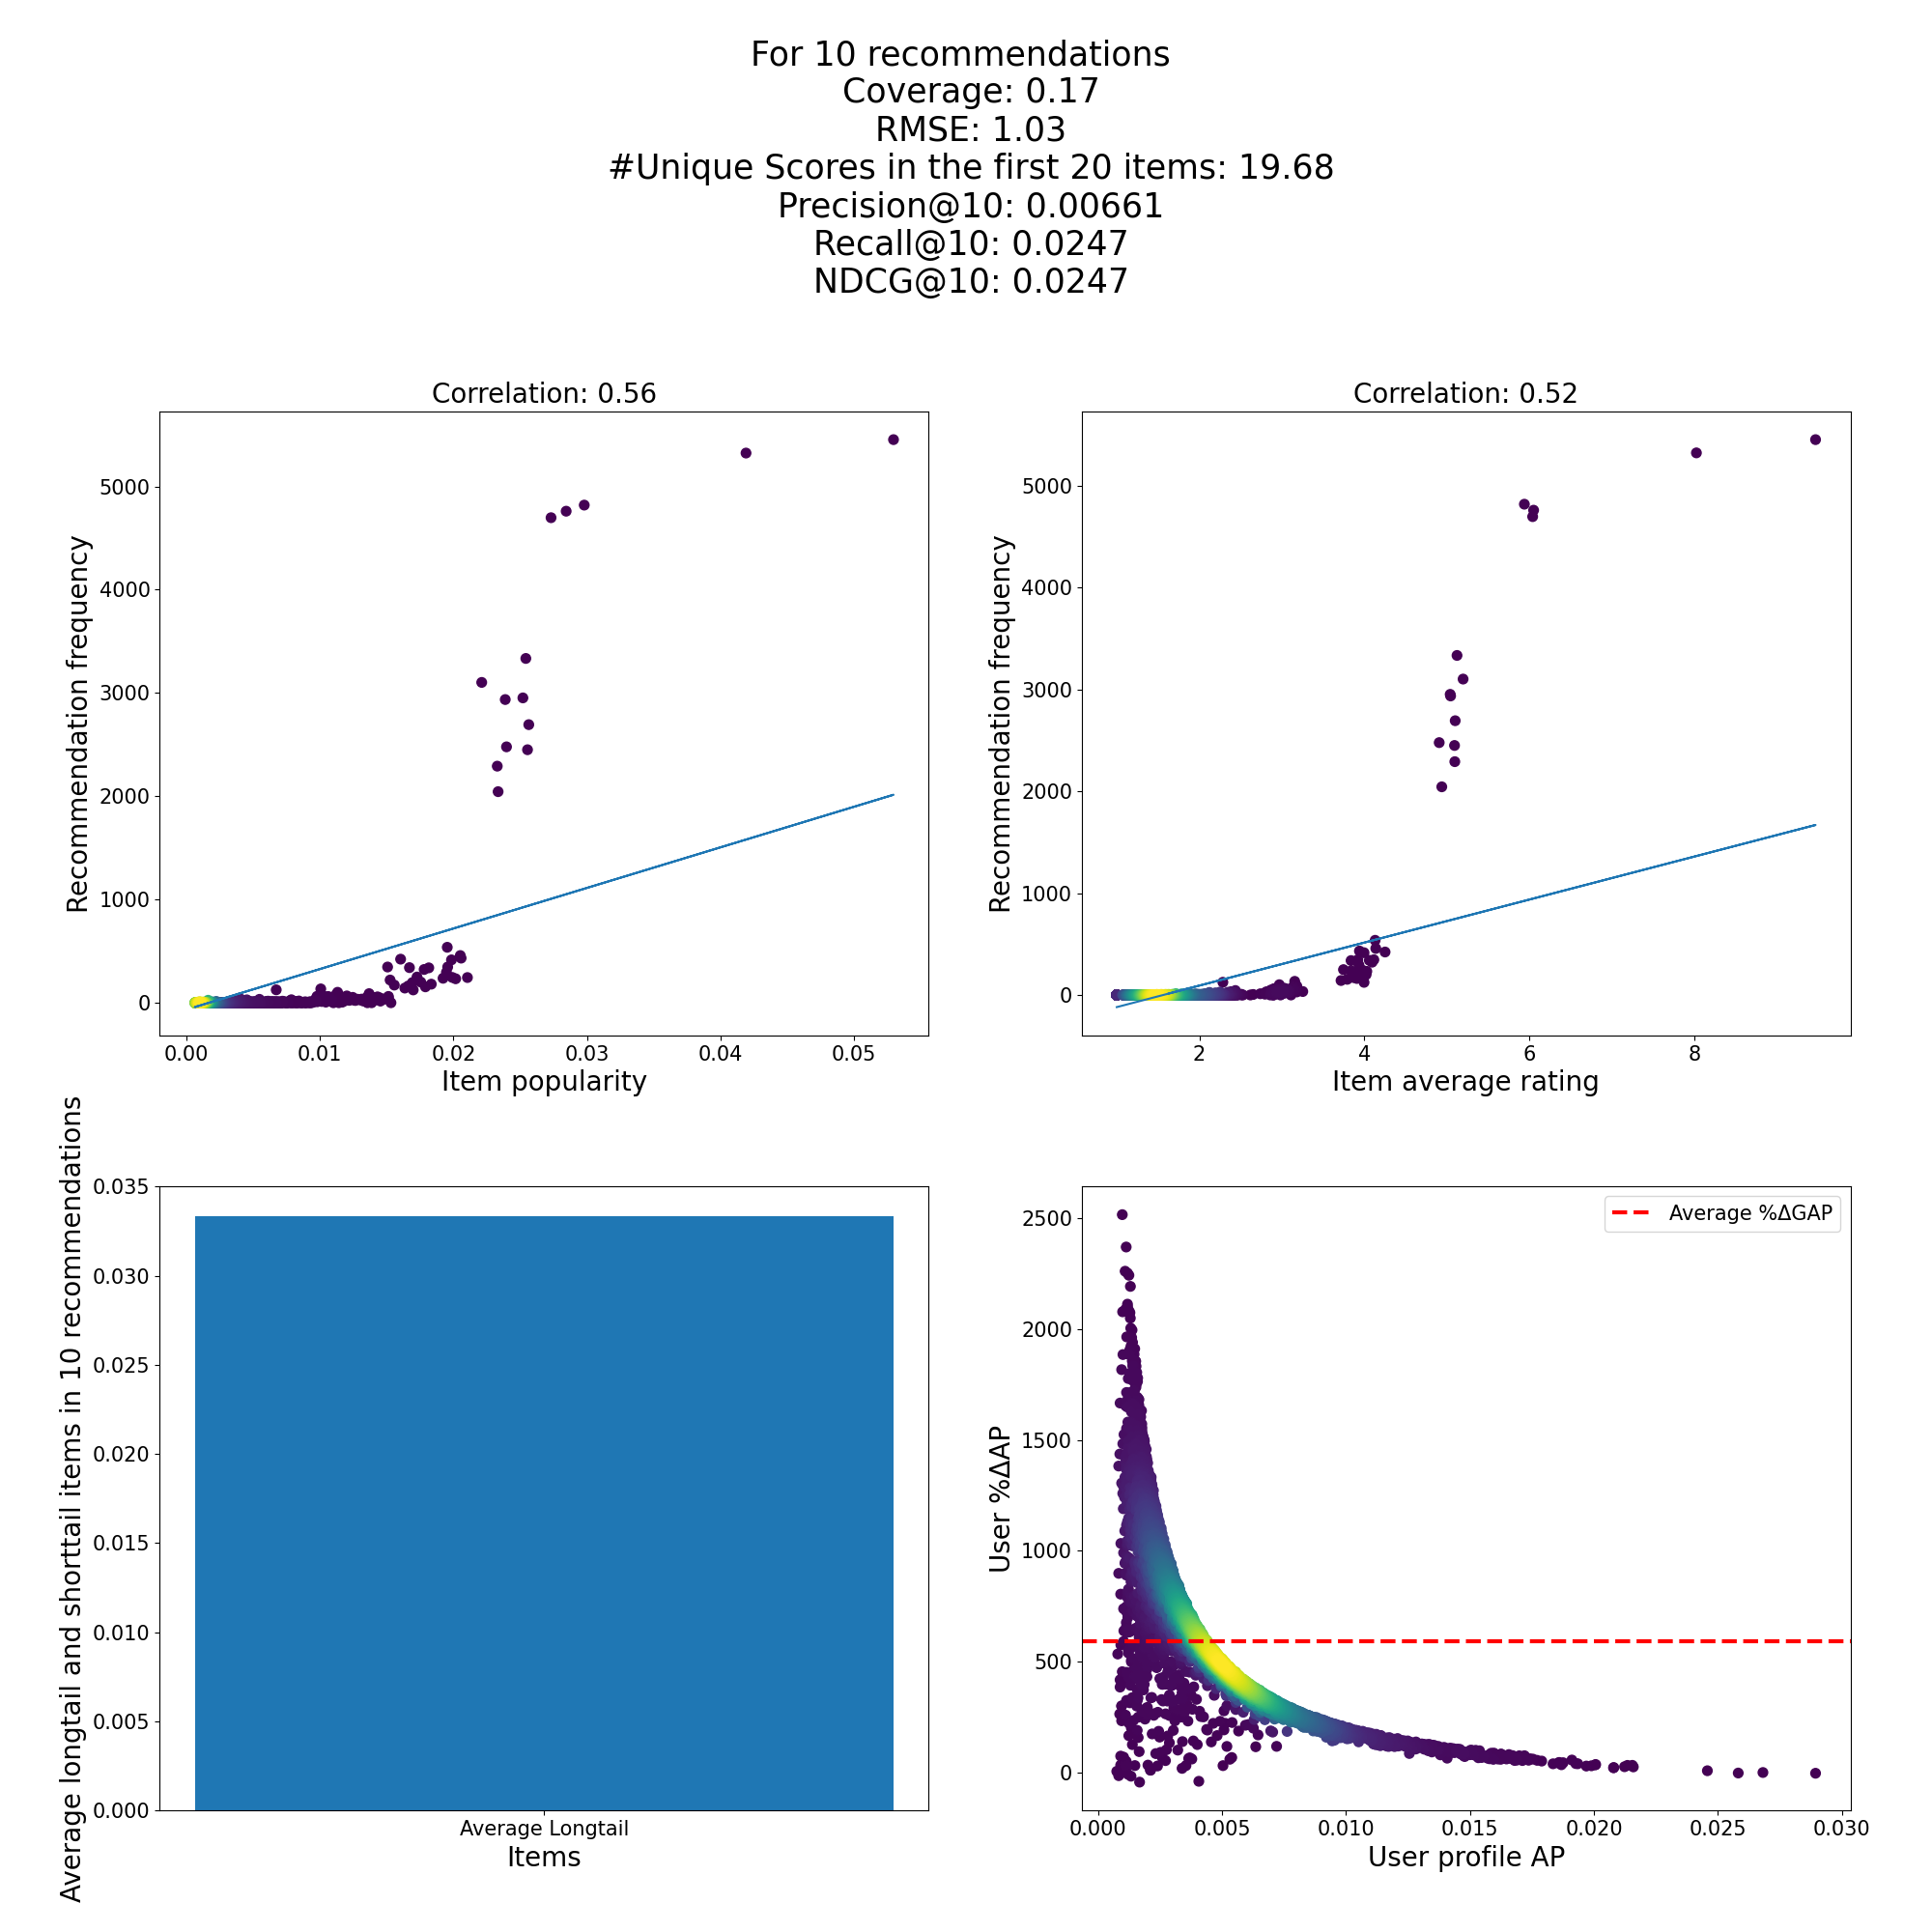 For 10 recommendations
Coverage: 0.17
RMSE: 1.03
#Unique Scores in the first 20 items: 19.68
Precision@10: 0.00661
Recall@10: 0.0247
NDCG@10: 0.0247
Correlation: 0.56
Recommendation frequency
5000
4000
3000
2000
1000
0
0.00 0.01 0.02 0.03 0.04 0.05
Item popularity
Correlation: 0.52
Recommendation frequency
5000
4000
3000
2000
1000
0
2 4 6 8
Item average rating
Average longtail and shorttail items in 10 recommendations
0.035
0.030
0.025
0.020
0.015
0.010
0.005
0.000
Average Longtail
Items
Average %ΔGAP
User %ΔAP
2500
2000
1500
1000
500
0
0.000 0.005 0.010 0.015 0.020 0.025 0.030
User profile AP